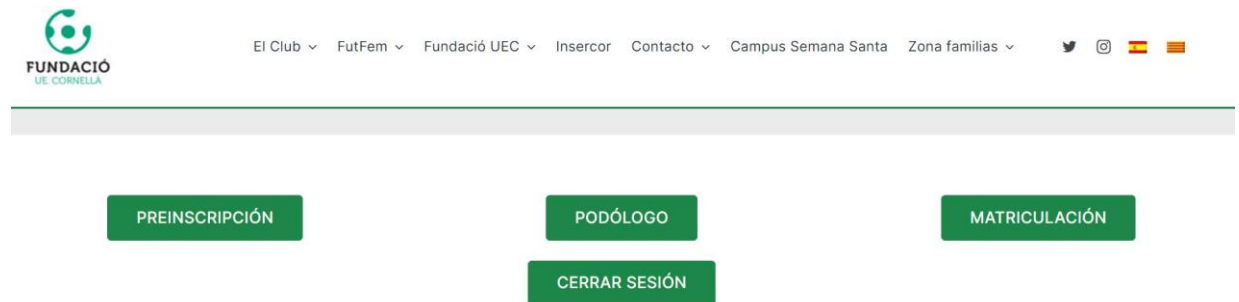 FUNDACIÓ
UE CORNELLÀ
El Club FutFem Fundació UEC Insercor Contacto Campus Semana Santa Zona familias
PREINSCRIPCIÓN PODÓLOGO MATRICULACIÓN
CERRAR SESIÓN